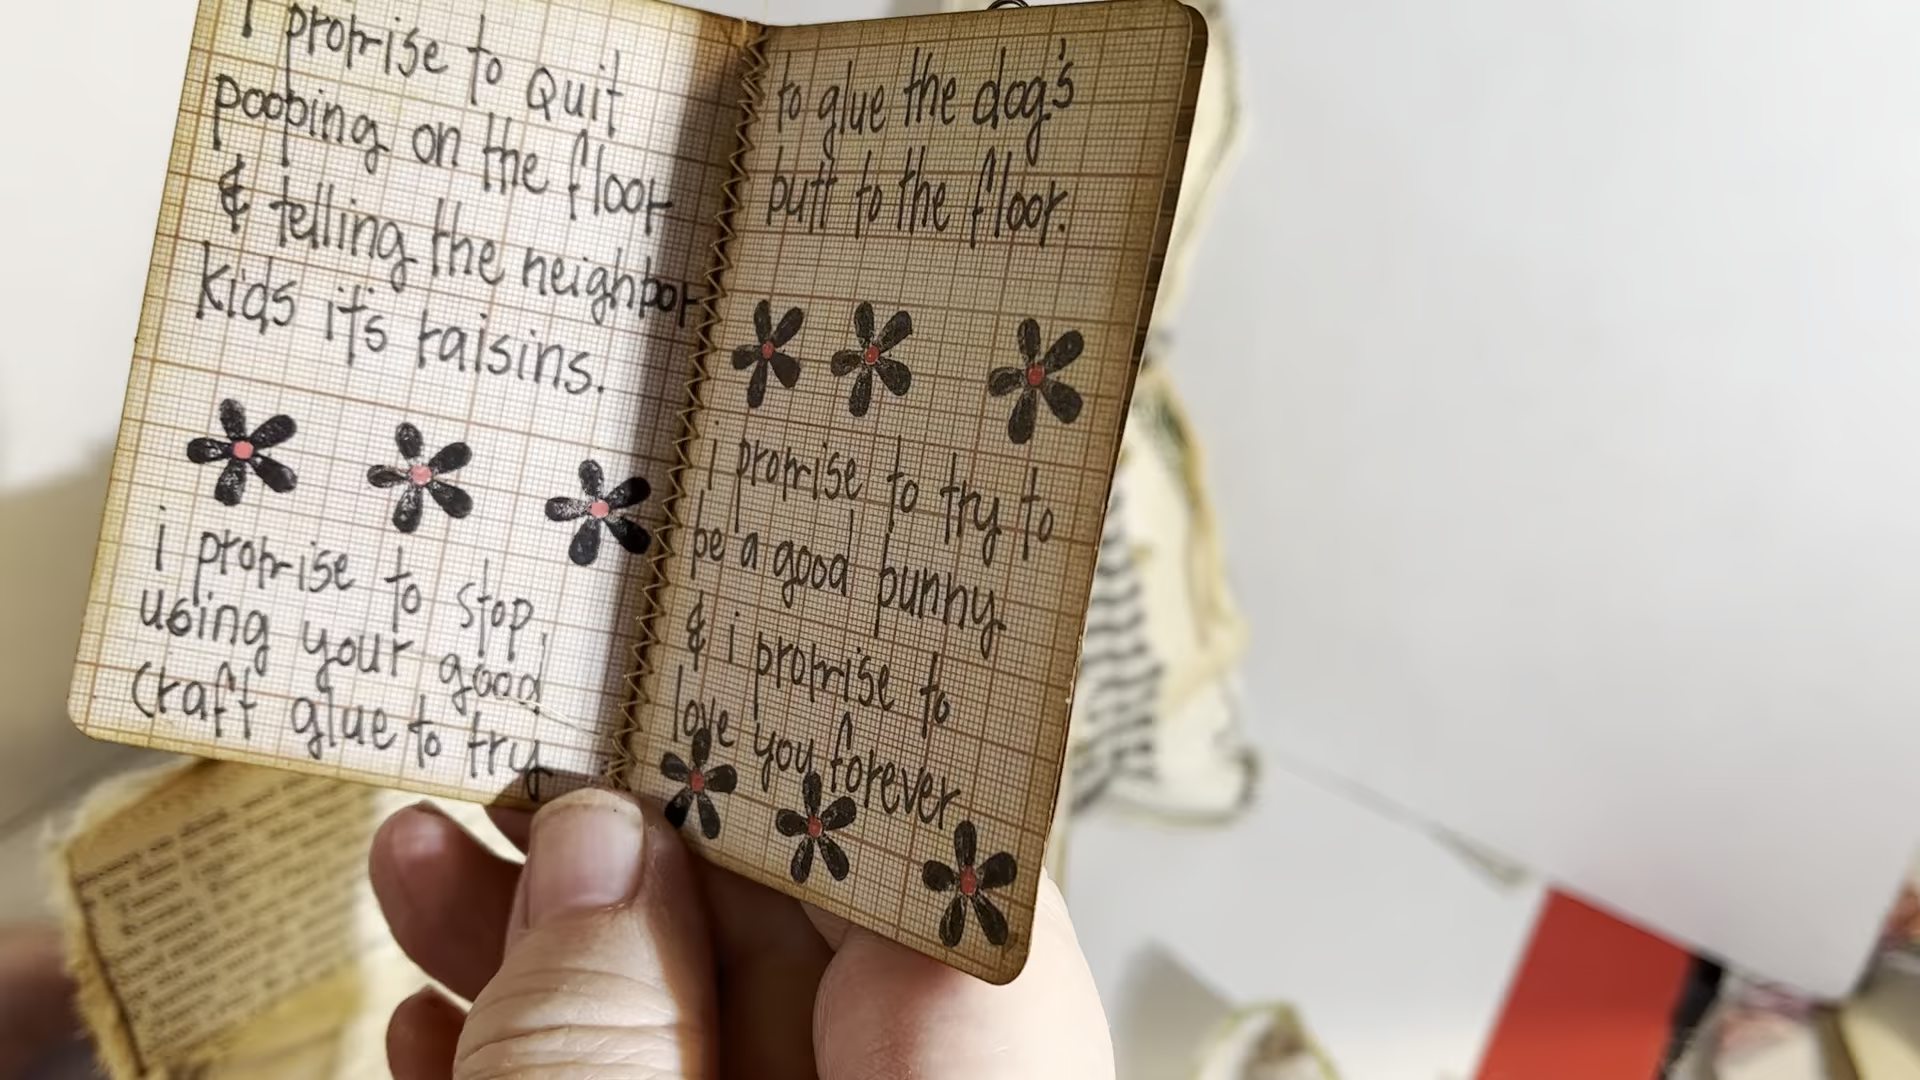 i promise to quit
pooping on the floor
& telling the neighbor
kids it's raisins.
i promise to stop
using your good
craft glue to try
to glue the dog's
butt to the floor.
i promise to try to
be a good bunny
& i promise to
love you forever